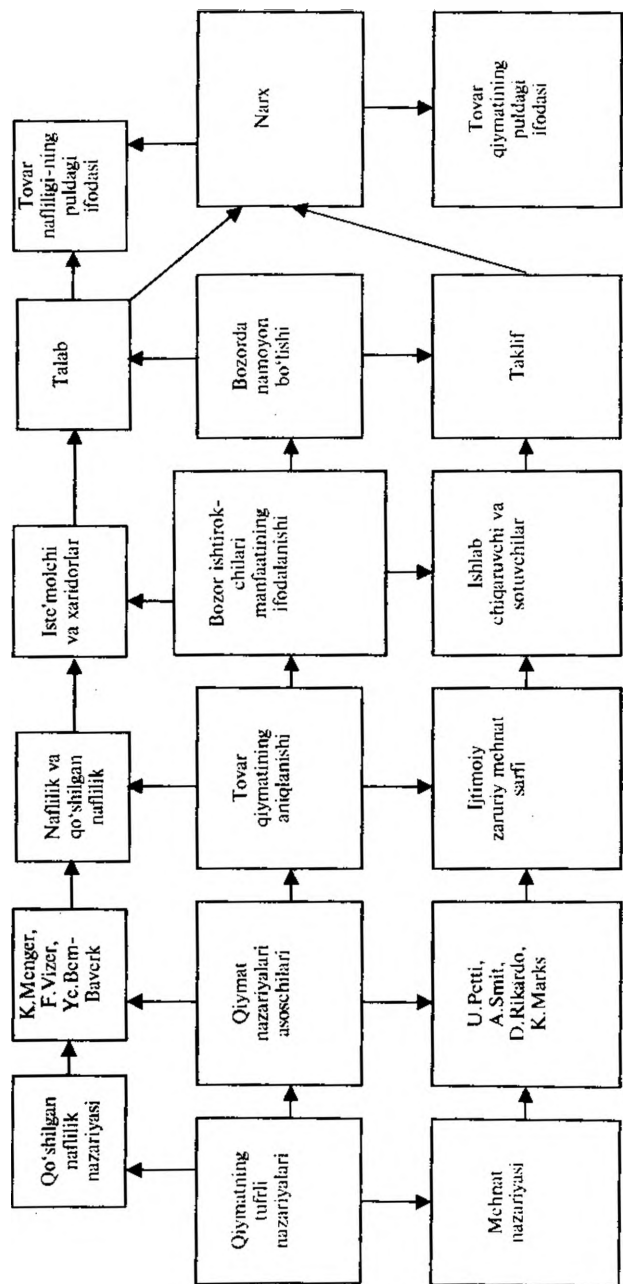 Qo‘shilgan
naflilik
nazariyasi
K.Menger,
F.Vizer,
Ye.Bem-
Baverk
Naflilik va
qo‘shilgan
naflilik
Iste’molchi
va xaridorlar
Talab
Tovar
nafliligi-ning
puldagi
ifodasi
Qiymatning
tufrli
nazariyalari
Qiymat
nazariyalari
asoschilari
Tovar
qiymatining
aniqlanishi
Bozor ishtirok-
chilari
manfaatining
ifodalanishi
Bozorda
namoyon
bo‘lishi
Narx
Mehnat
nazariyasi
U.Petti,
A.Smit,
D.Rikardo,
K.Marks
Ijtimoiy
zaruriy mehnat
sarfi
Ishlab
chiqaruvchi va
sotuvchilar
Taklif
Tovar
qiymatining
puldagi
ifodasi